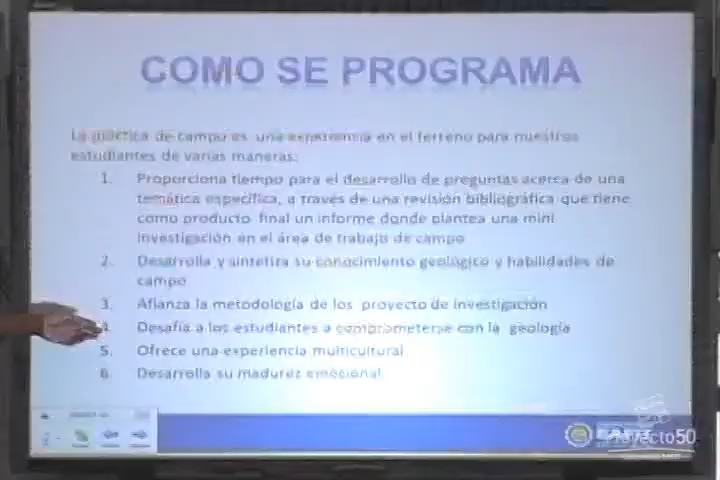 COMO SE PROGRAMA
La práctica de campo es una experiencia en el terreno para nuestros
estudiantes de varias maneras:
1. Proporciona tiempo para el desarrollo de preguntas acerca de una
temática específica, a través de una revisión bibliográfica que tiene
como producto final un informe donde plantea una mini
investigación en el área de trabajo de campo
2. Desarrolla y sintetiza su conocimiento geológico y habilidades de
campo
3. Afianza la metodología de los proyecto de investigación
4. Desafía a los estudiantes a comprometerse con la geología
5. Ofrece una experiencia multicultural
6. Desarrolla su madurez emocional
Proyecto50